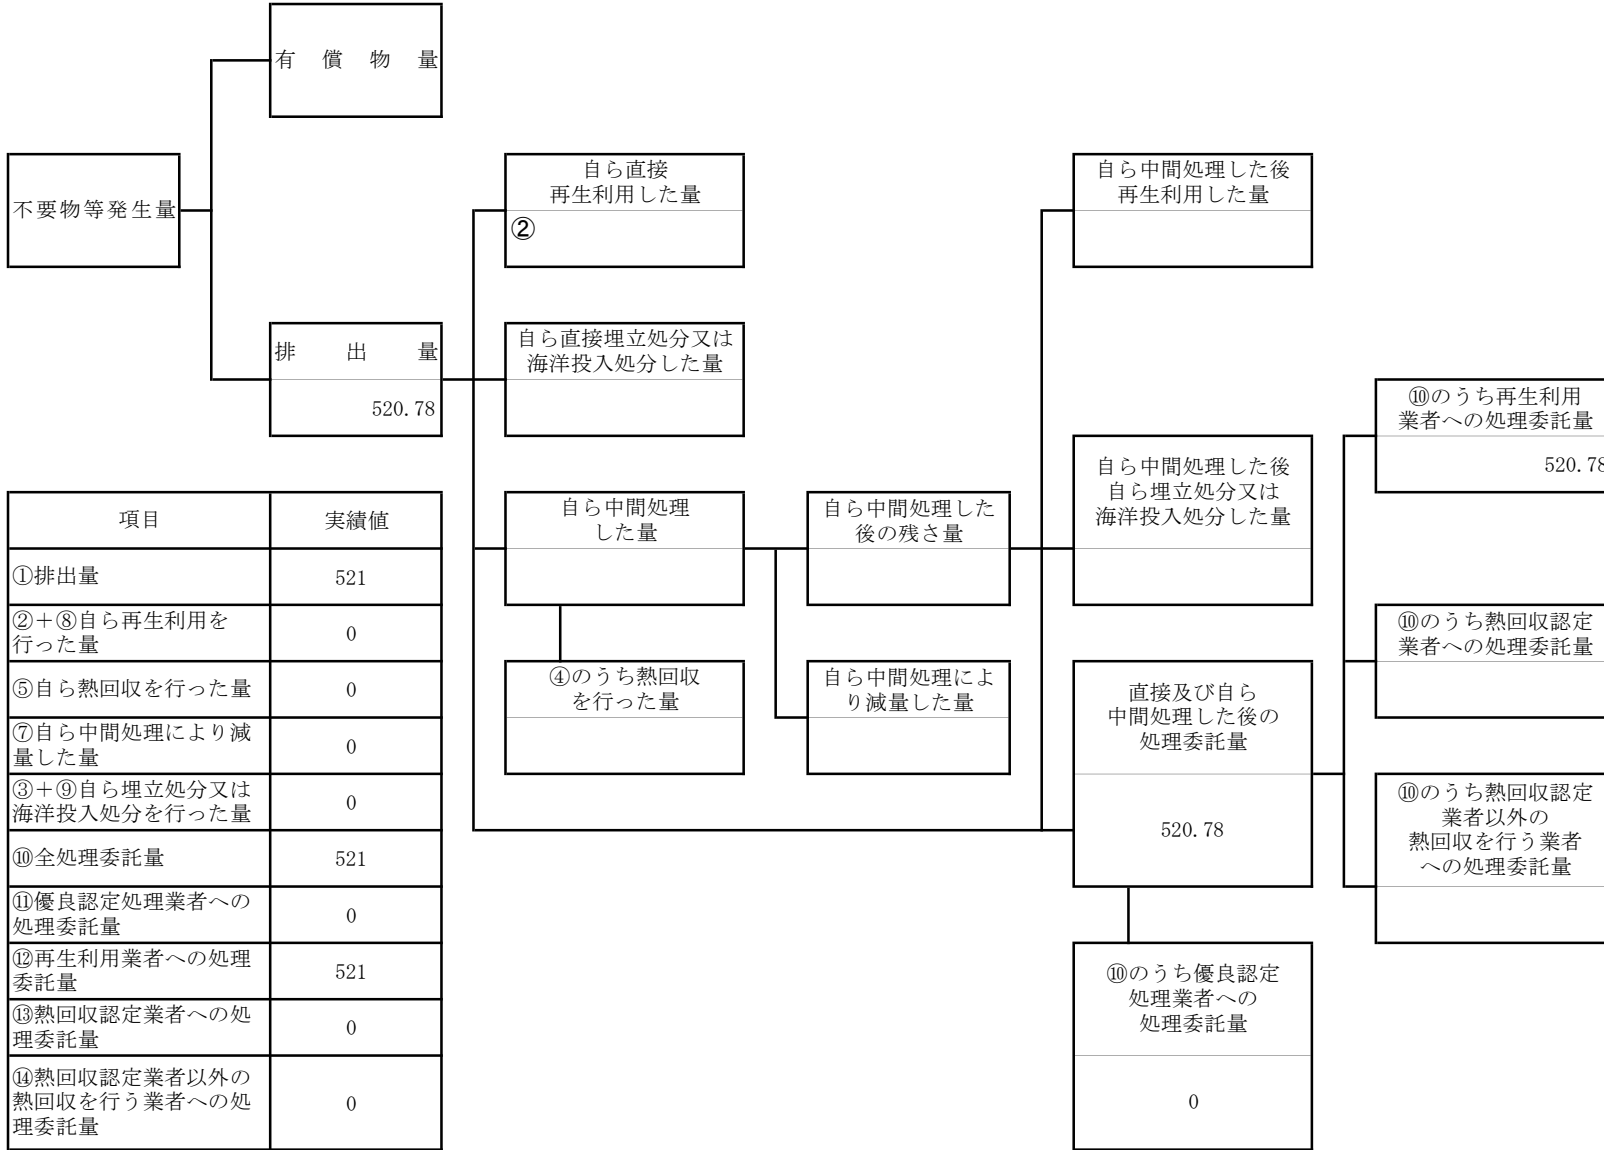 有償物量
不要物等発生量
自ら直接
再生利用した量
②
自ら中間処理した後
再生利用した量
排出量
520.78
自ら直接埋立処分又は
海洋投入処分した量
⑩のうち再生利用
業者への処理委託量
520.78
自ら中間処理
した量
自ら中間処理した
後の残さ量
自ら中間処理した後
自ら埋立処分又は
海洋投入処分した量
④のうち熱回収
を行った量
自ら中間処理によ
り減量した量
直接及び自ら
中間処理した後の
処理委託量
520.78
⑩のうち熱回収認定
業者への処理委託量
⑩のうち熱回収認定
業者以外の
熱回収を行う業者
への処理委託量
⑩のうち優良認定
処理業者への
処理委託量
0
項目 実績値
①排出量 521
②＋⑧自ら再生利用を
行った量 0
⑤自ら熱回収を行った量 0
⑦自ら中間処理により減
量した量 0
③＋⑨自ら埋立処分又は
海洋投入処分を行った量 0
⑩全処理委託量 521
⑪優良認定処理業者への
処理委託量 0
⑫再生利用業者への処理
委託量 521
⑬熱回収認定業者への処
理委託量 0
⑭熱回収認定業者以外の
熱回収を行う業者への処
理委託量 0